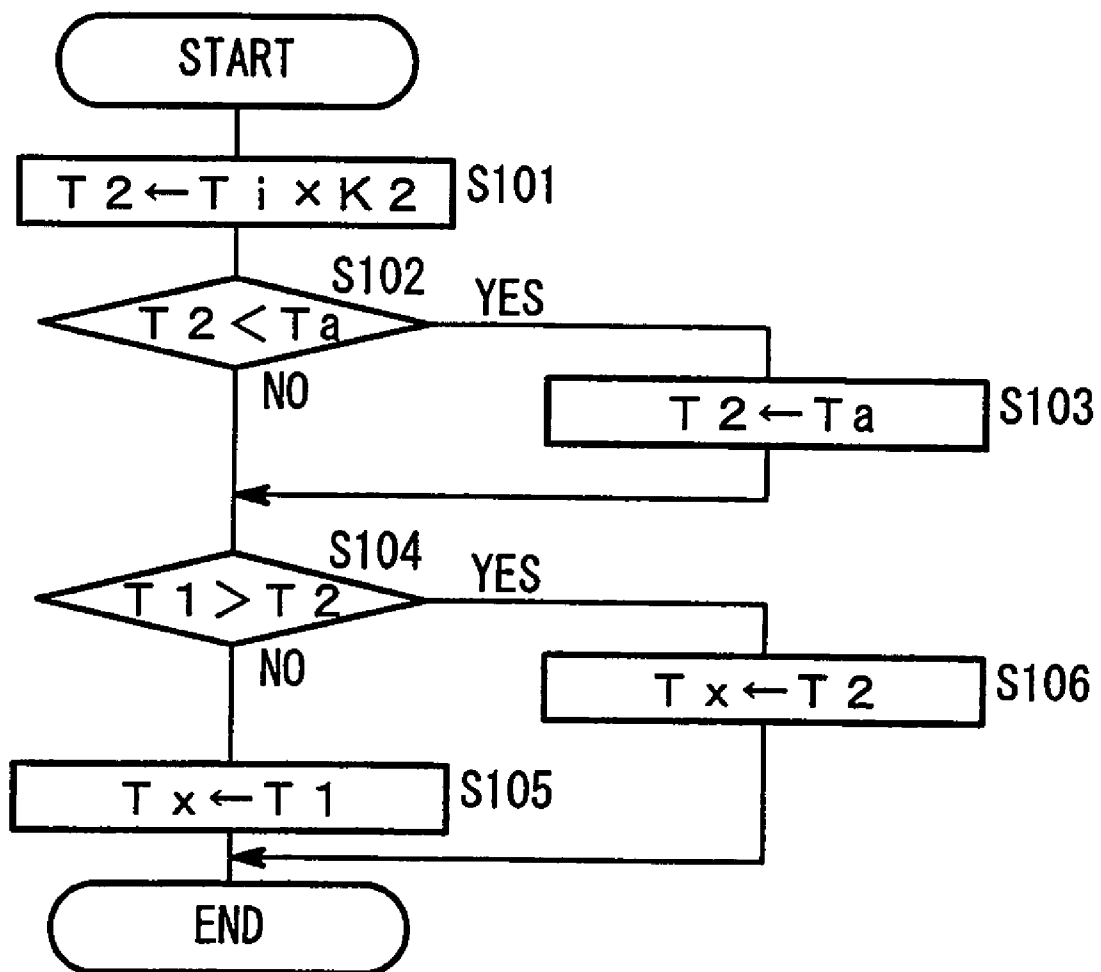 START
T2←Ti×K2 S101
S102
T2<Ta YES
NO
T2←Ta S103
S104
T1>T2 YES
NO
Tx←T2 S106
Tx←T1 S105
END